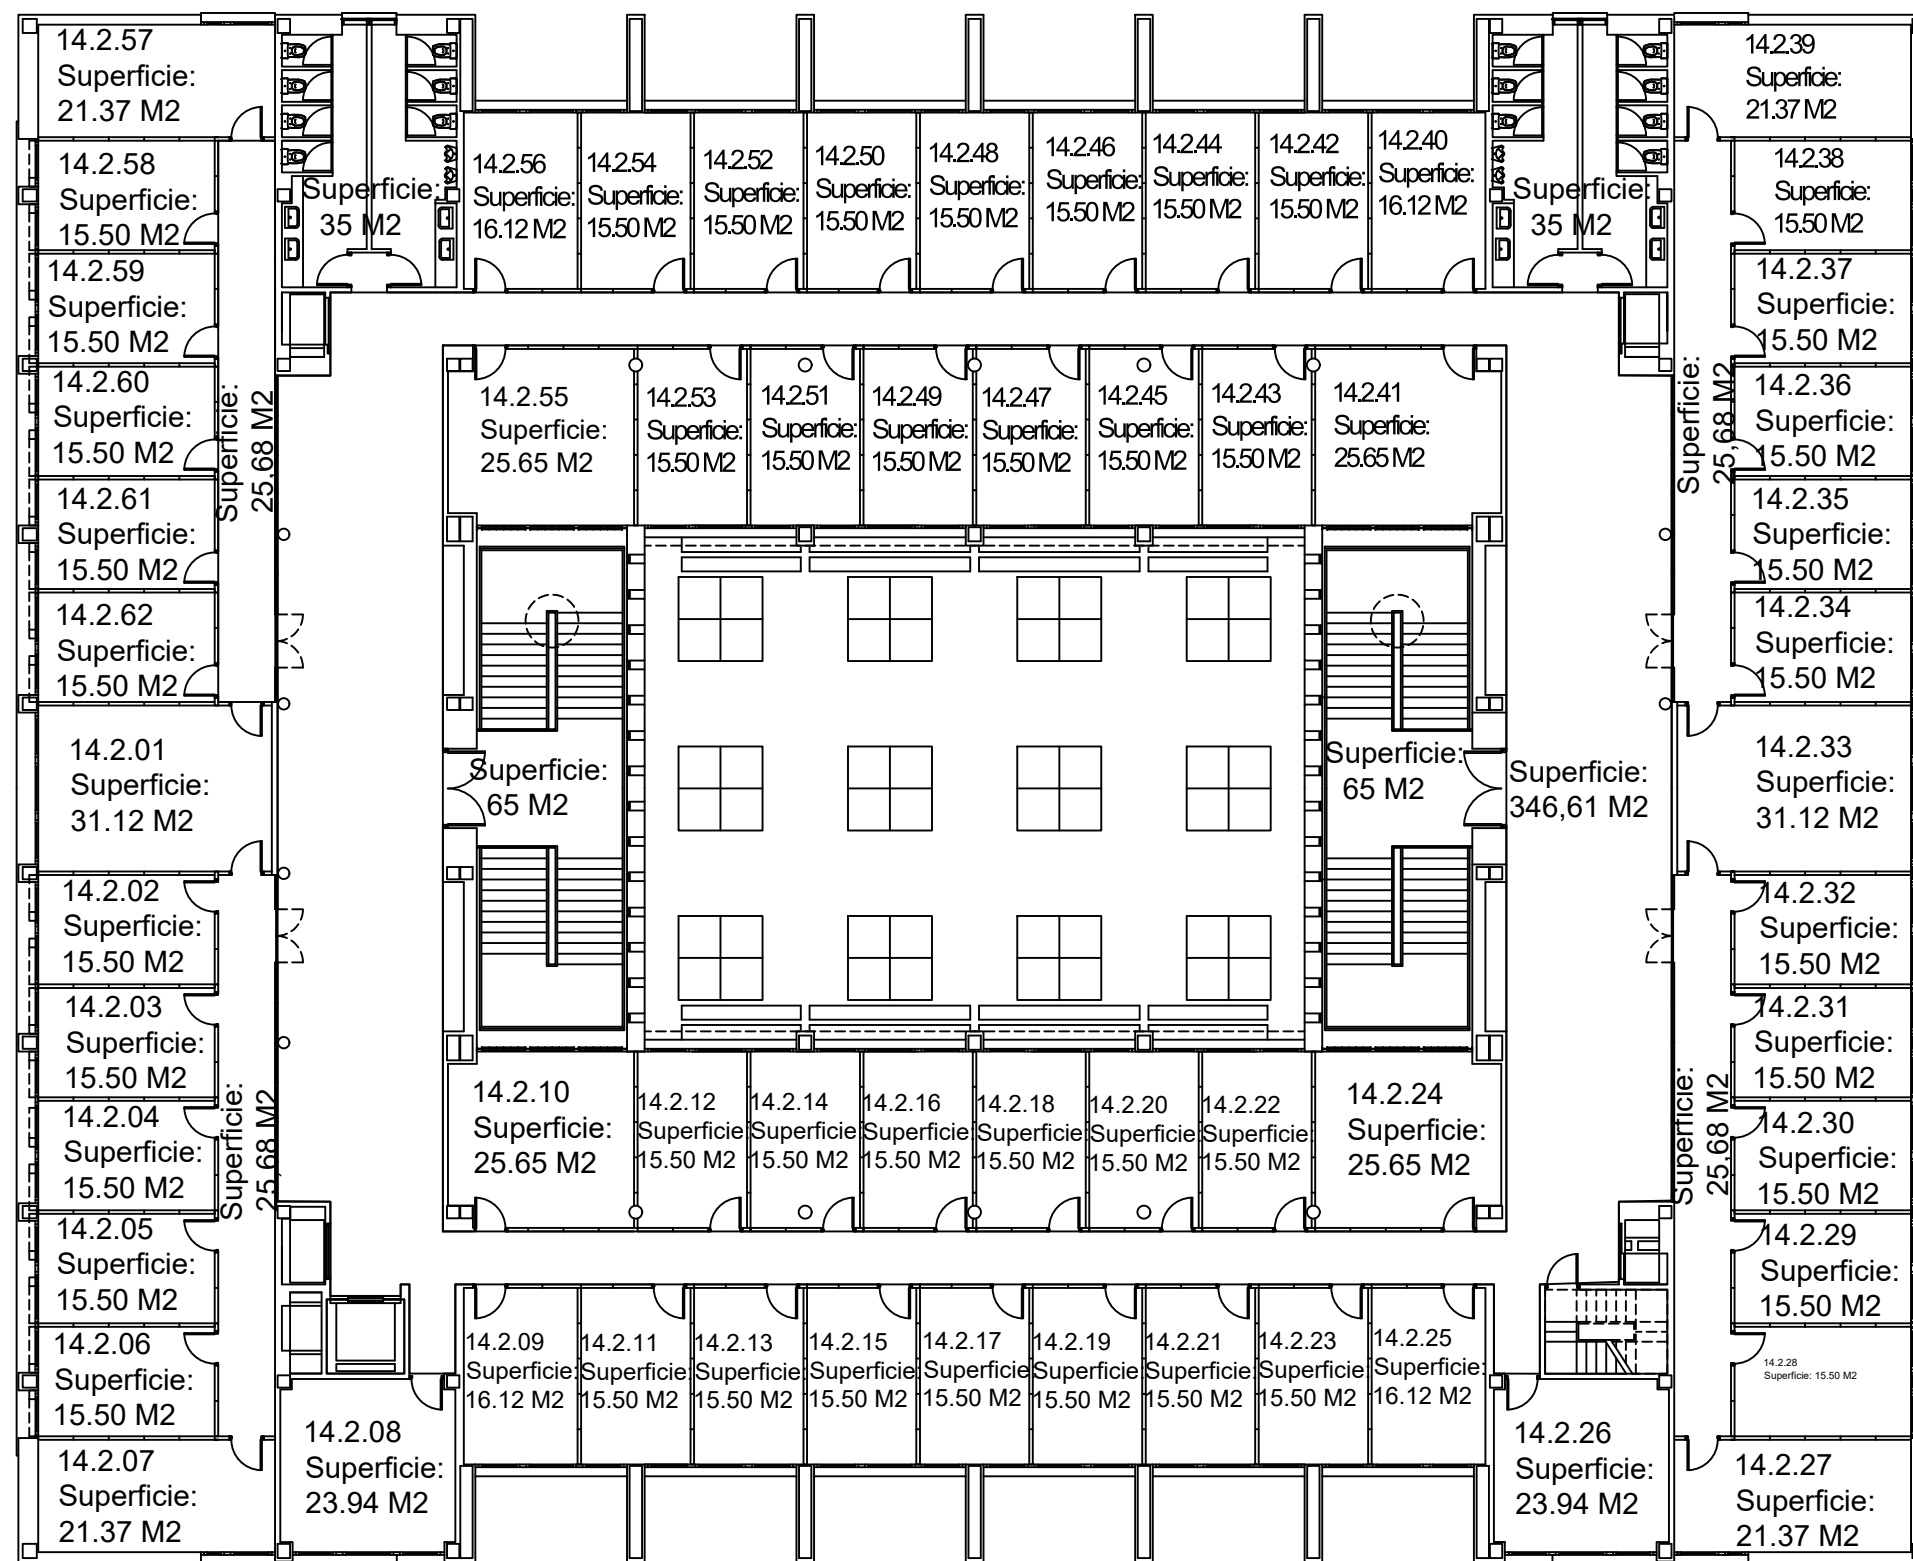 14.2.57
Superficie:
21.37 M2
14.2.58
Superficie:
15.50 M2
14.2.59
Superficie:
15.50 M2
14.2.60
Superficie:
15.50 M2
14.2.61
Superficie:
15.50 M2
14.2.62
Superficie:
15.50 M2
14.2.01
Superficie:
31.12 M2
14.2.02
Superficie:
15.50 M2
14.2.03
Superficie:
15.50 M2
14.2.04
Superficie:
15.50 M2
14.2.05
Superficie:
15.50 M2
14.2.06
Superficie:
15.50 M2
14.2.07
Superficie:
21.37 M2
Superficie:
25,68 M2
Superficie:
25,68 M2
Superficie:
35 M2
14.2.08
Superficie:
23.94 M2
14.2.56
Superficie:
16.12 M2
14.2.54
Superficie:
15.50 M2
14.2.52
Superficie:
15.50 M2
14.2.50
Superficie:
15.50 M2
14.2.48
Superficie:
15.50 M2
14.2.46
Superficie:
15.50 M2
14.2.44
Superficie:
15.50 M2
14.2.42
Superficie:
15.50 M2
14.2.40
Superficie:
16.12 M2
14.2.55
Superficie:
25.65 M2
14.2.53
Superficie:
15.50 M2
14.2.51
Superficie:
15.50 M2
14.2.49
Superficie:
15.50 M2
14.2.47
Superficie:
15.50 M2
14.2.45
Superficie:
15.50 M2
14.2.43
Superficie:
15.50 M2
14.2.41
Superficie:
25.65 M2
Superficie:
65 M2
Superficie:
65 M2
Superficie:
346,61 M2
14.2.10
Superficie:
25.65 M2
14.2.12
Superficie
15.50 M2
14.2.14
Superficie
15.50 M2
14.2.16
Superficie
15.50 M2
14.2.18
Superficie
15.50 M2
14.2.20
Superficie
15.50 M2
14.2.22
Superficie
15.50 M2
14.2.24
Superficie:
25.65 M2
14.2.09
Superficie:
16.12 M2
14.2.11
Superficie:
15.50 M2
14.2.13
Superficie:
15.50 M2
14.2.15
Superficie:
15.50 M2
14.2.17
Superficie:
15.50 M2
14.2.19
Superficie:
15.50 M2
14.2.21
Superficie:
15.50 M2
14.2.23
Superficie:
15.50 M2
14.2.25
Superficie:
16.12 M2
Superficie:
35 M2
14.2.26
Superficie:
23.94 M2
Superficie:
25,68 M2
Superficie:
25,68 M2
14.2.39
Superficie:
21.37 M2
14.2.38
Superficie:
15.50 M2
14.2.37
Superficie:
15.50 M2
14.2.36
Superficie:
15.50 M2
14.2.35
Superficie:
15.50 M2
14.2.34
Superficie:
15.50 M2
14.2.33
Superficie:
31.12 M2
14.2.32
Superficie:
15.50 M2
14.2.31
Superficie:
15.50 M2
14.2.30
Superficie:
15.50 M2
14.2.29
Superficie:
15.50 M2
14.2.28
Superficie: 15.50 M2
14.2.27
Superficie:
21.37 M2